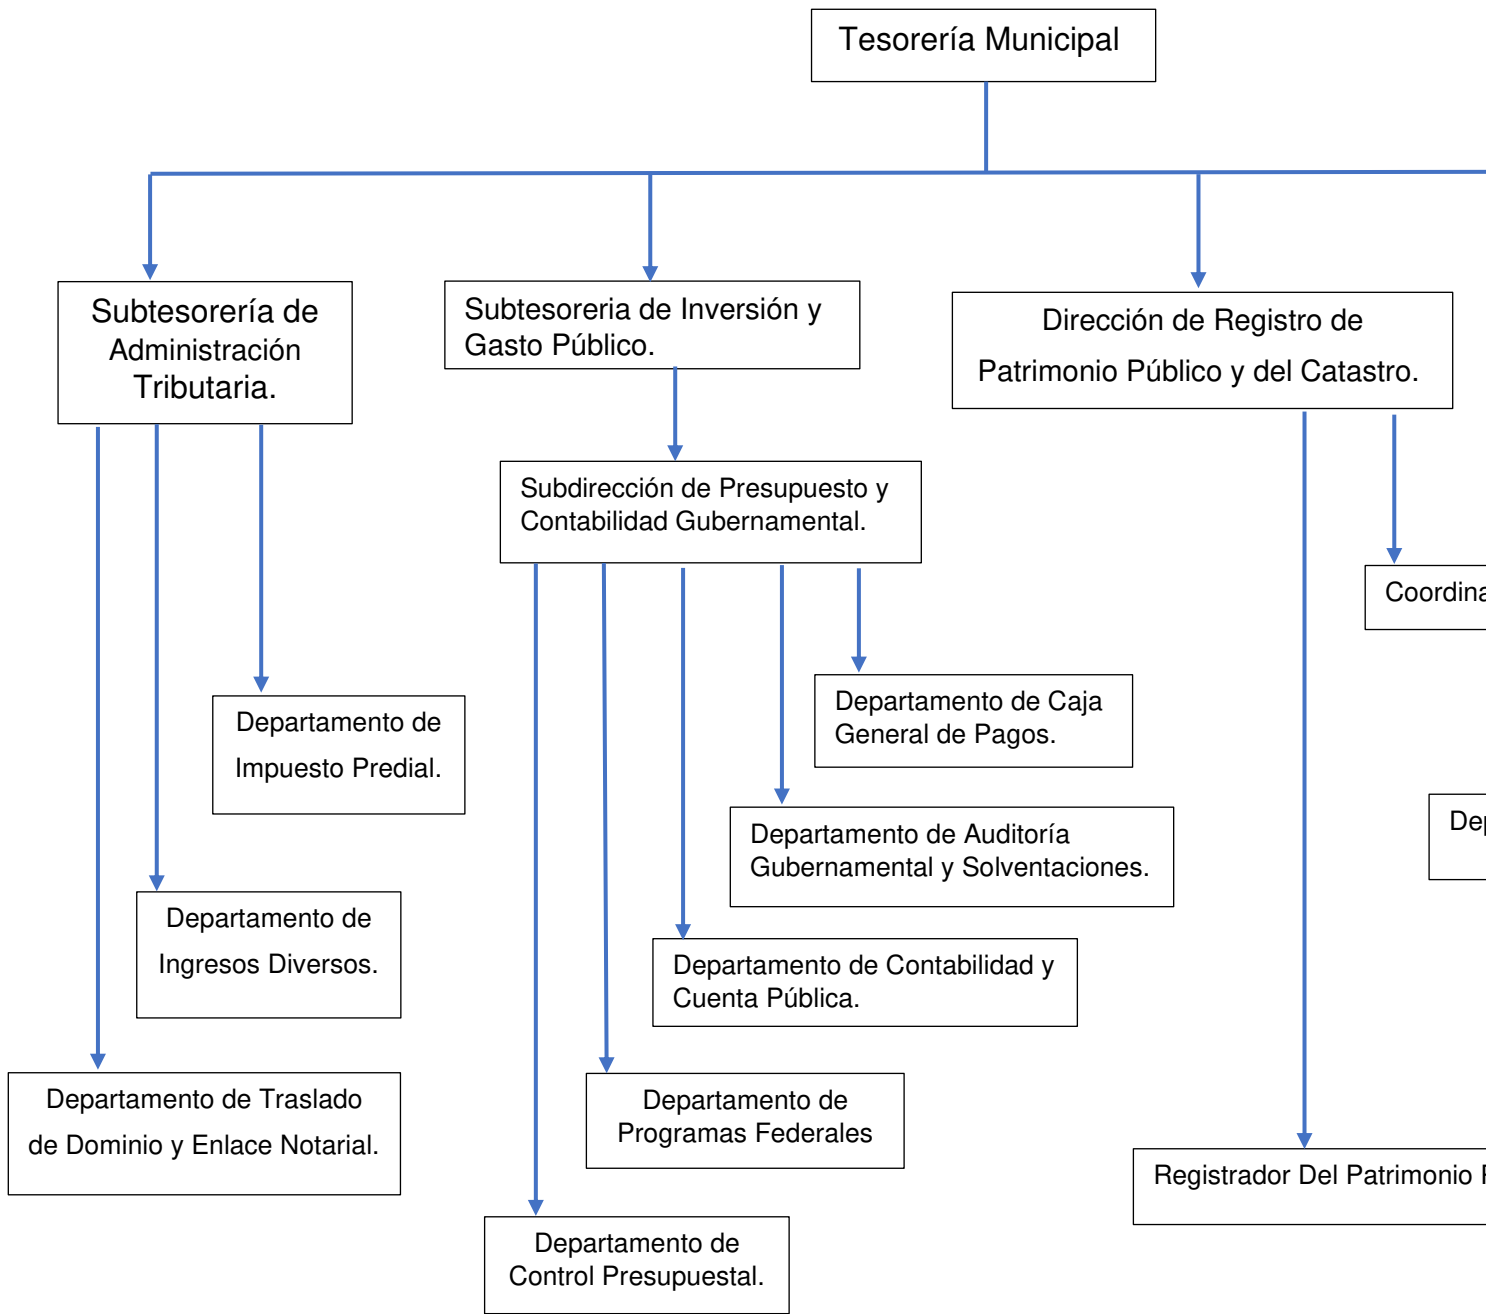 Tesorería Municipal
Subtesorería de
Administración
Tributaria.
Subtesoreria de Inversión y
Gasto Público.
Dirección de Registro de
Patrimonio Público y del Catastro.
Subdirección de Presupuesto y
Contabilidad Gubernamental.
Departamento de
Impuesto Predial.
Departamento de Caja
General de Pagos.
Departamento de Auditoría
Gubernamental y Solventaciones.
Departamento de
Ingresos Diversos.
Departamento de Contabilidad y
Cuenta Pública.
Departamento de Traslado
de Dominio y Enlace Notarial.
Departamento de
Programas Federales
Registrador Del Patrimonio
Departamento de
Control Presupuestal.